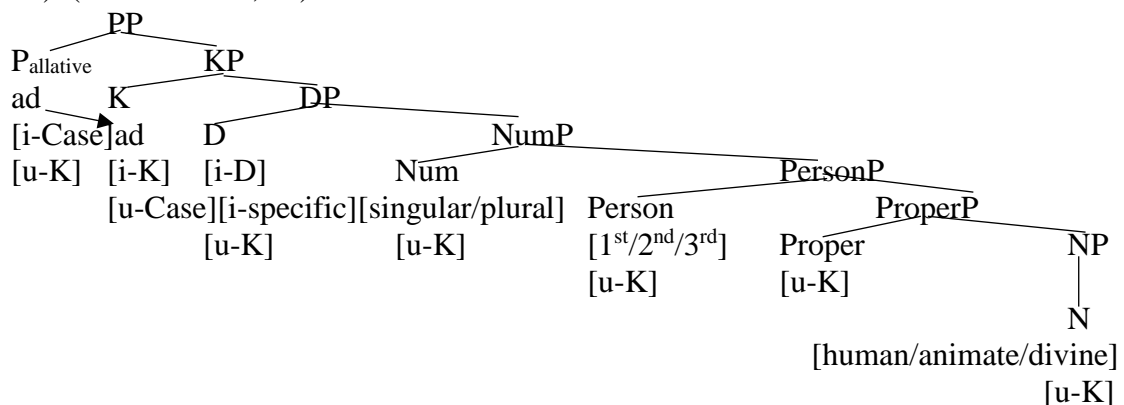 PP
P allative KP
ad K DP
[i-Case]ad D NumP
[u-K] [i-K] [i-D] Num PersonP
[u-Case][i-specific][singular/plural] Person ProperP
[u-K] [u-K] [1st/2nd/3rd] Proper NP
[u-K] [u-K]
N
[human/animate/divine]
[u-K]